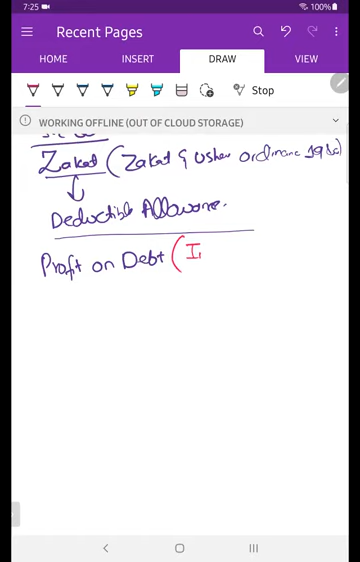 7:25
100%
Recent Pages
HOME INSERT DRAW VIEW
Stop
WORKING OFFLINE (OUT OF CLOUD STORAGE)
Zakat (Zakat & Usher ordinance 1980)
Deductible Allowance.
Profit on Debt (I